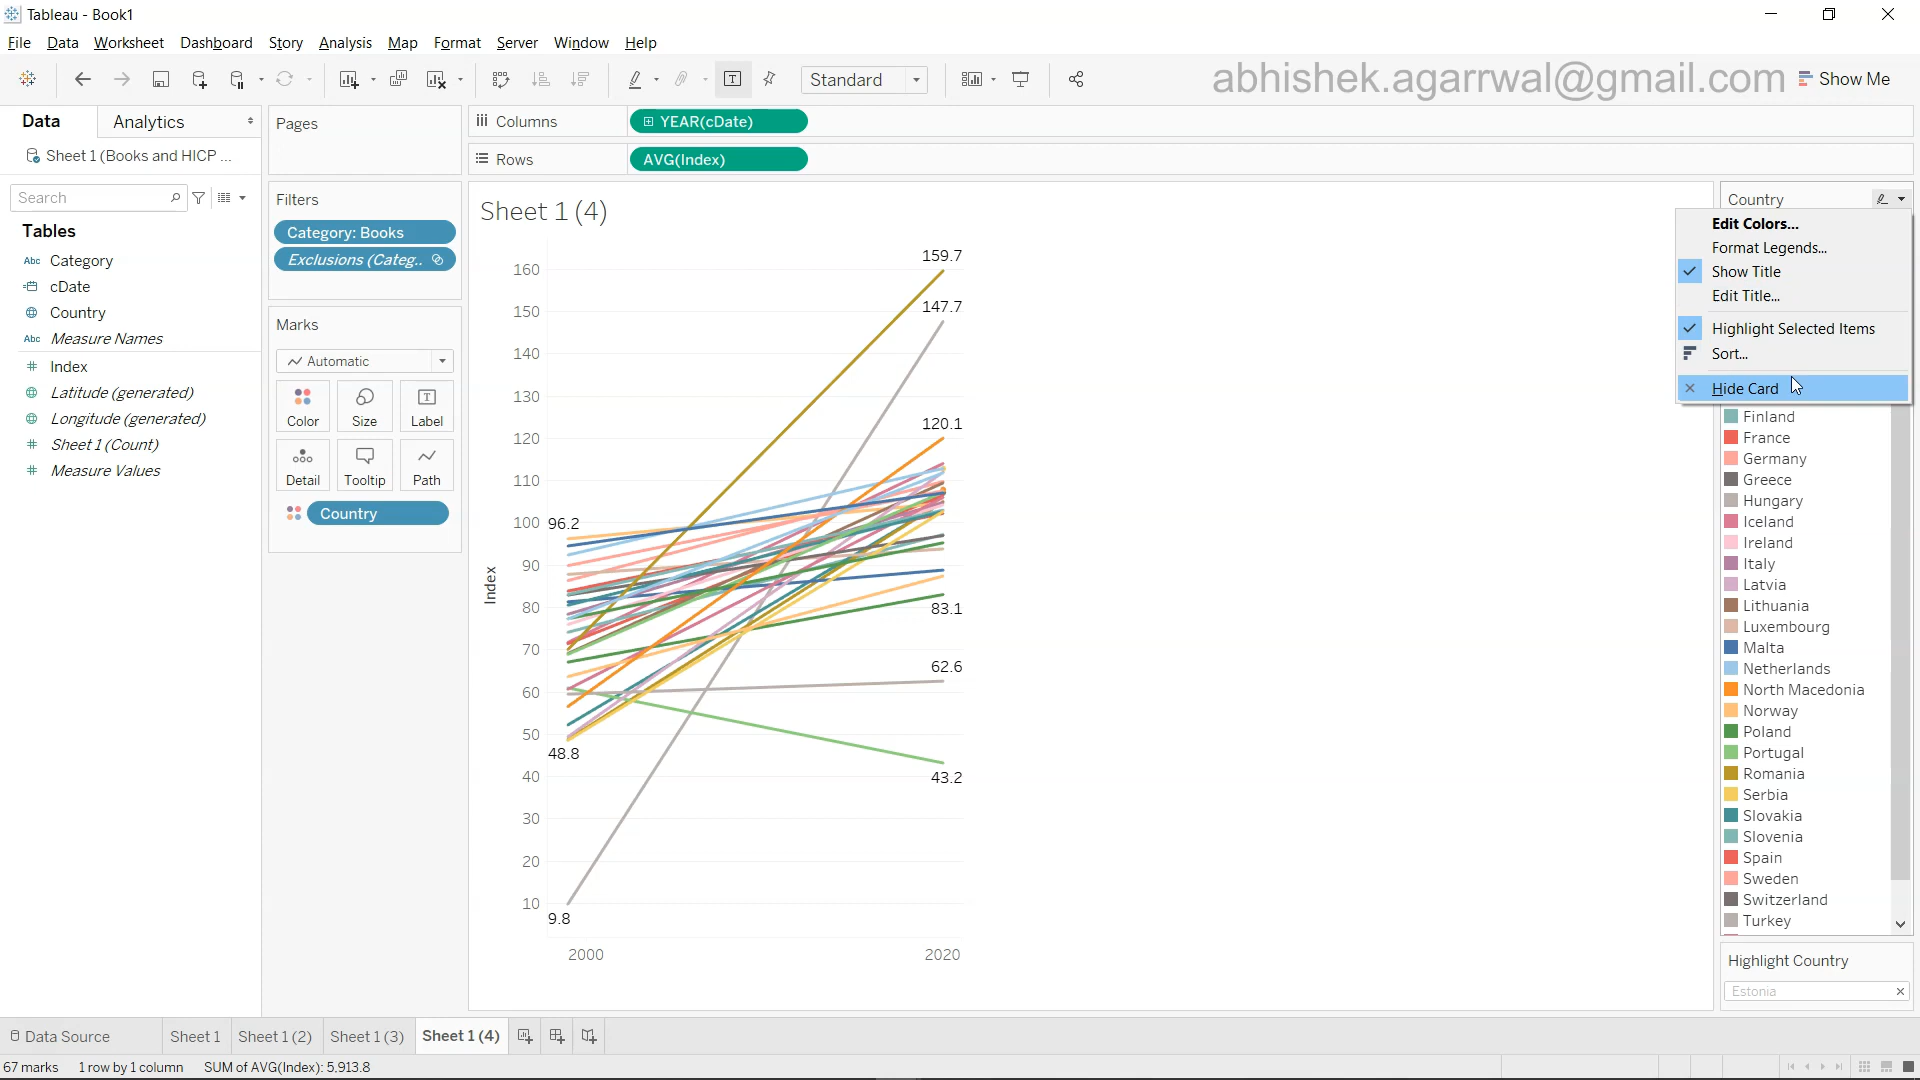 Tableau - Book1
File Data Worksheet Dashboard Story Analysis Map Format Server Window Help
Standard
abhishek.agarrwal@gmail.com
Show Me
Data
Analytics
Sheet 1 (Books and HICP ...
Search
Tables
Abc Category
cDate
Country
Abc Measure Names
Index
Latitude (generated)
Longitude (generated)
Sheet 1 (Count)
Measure Values
Pages
Filters
Category: Books
Exclusions (Categ..
Marks
Automatic
Color Size Label
Detail Tooltip Path
Country
Columns
YEAR(cDate)
Rows
AVG(Index)
Sheet 1 (4)
Index
160
150
140
130
120
110
100
90
80
70
60
50
40
30
20
10
159.7
147.7
120.1
96.2
83.1
62.6
48.8
43.2
9.8
2000
2020
Country
Edit Colors...
Format Legends...
Show Title
Edit Title...
Highlight Selected Items
Sort...
Hide Card
Finland
France
Germany
Greece
Hungary
Iceland
Ireland
Italy
Latvia
Lithuania
Luxembourg
Malta
Netherlands
North Macedonia
Norway
Poland
Portugal
Romania
Serbia
Slovakia
Slovenia
Spain
Sweden
Switzerland
Turkey
Highlight Country
Estonia
Data Source
Sheet 1
Sheet 1 (2)
Sheet 1 (3)
Sheet 1 (4)
67 marks 1 row by 1 column SUM of AVG(Index): 5,913.8